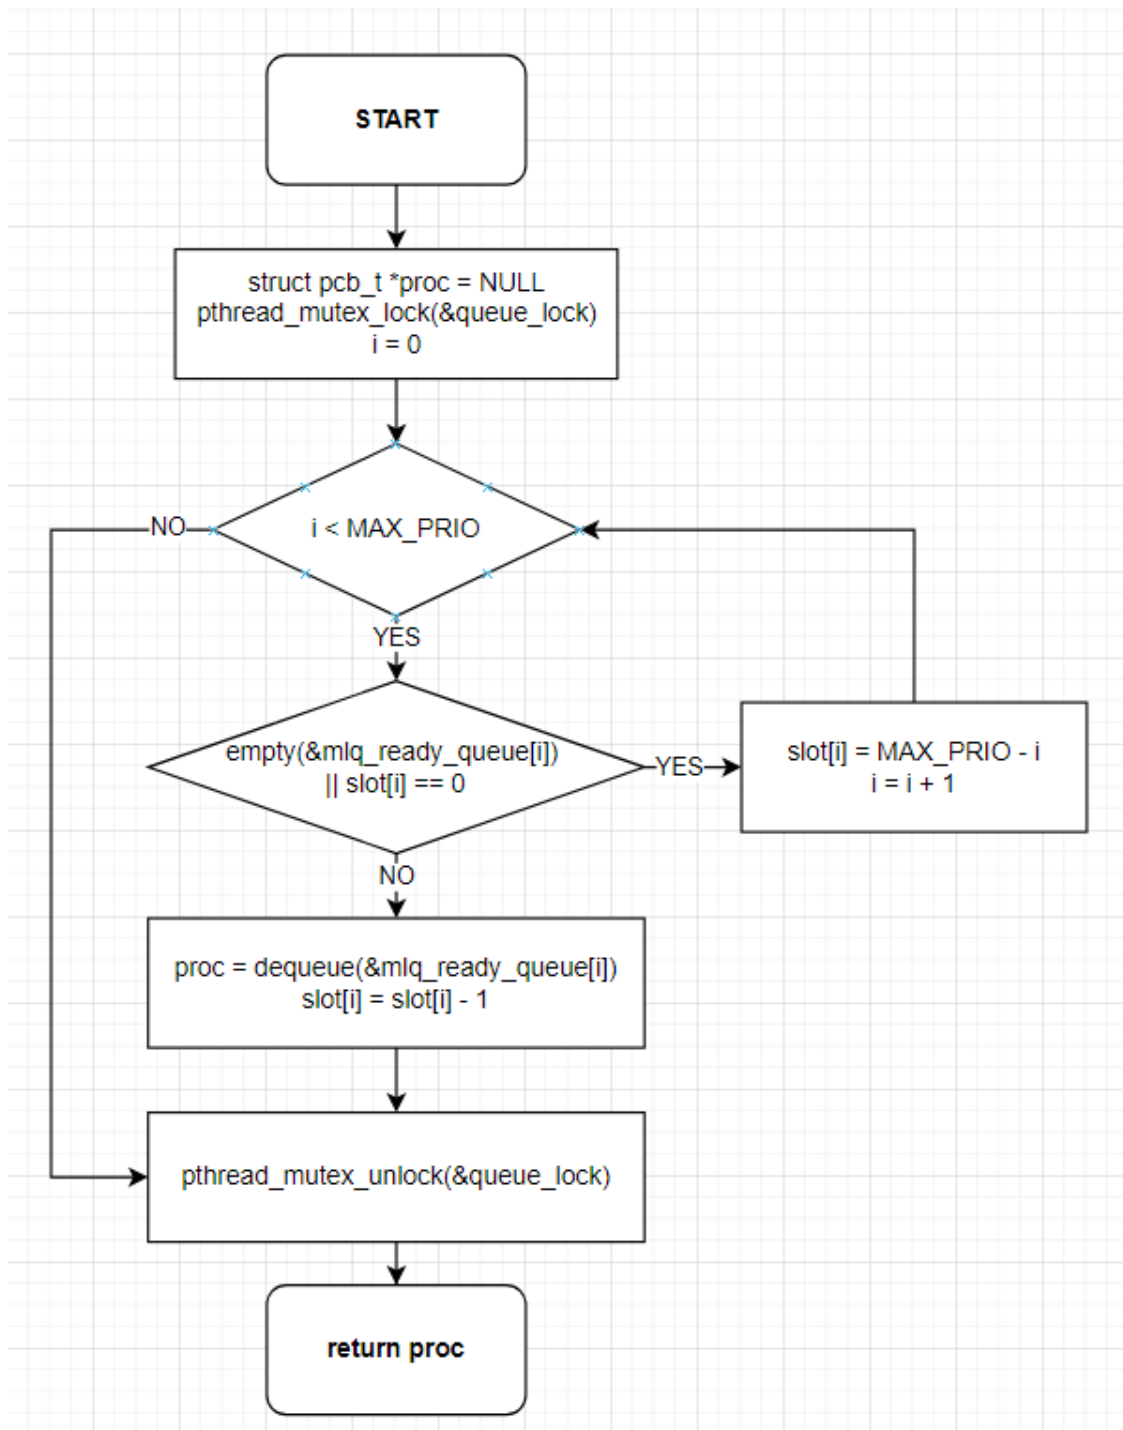 START
struct pcb_t *proc = NULL
pthread_mutex_lock(&queue_lock)
i = 0
i < MAX_PRIO
NO
YES
empty(&mlq_ready_queue[i])
|| slot[i] == 0
YES
slot[i] = MAX_PRIO - i
i = i + 1
NO
proc = dequeue(&mlq_ready_queue[i])
slot[i] = slot[i] - 1
pthread_mutex_unlock(&queue_lock)
return proc